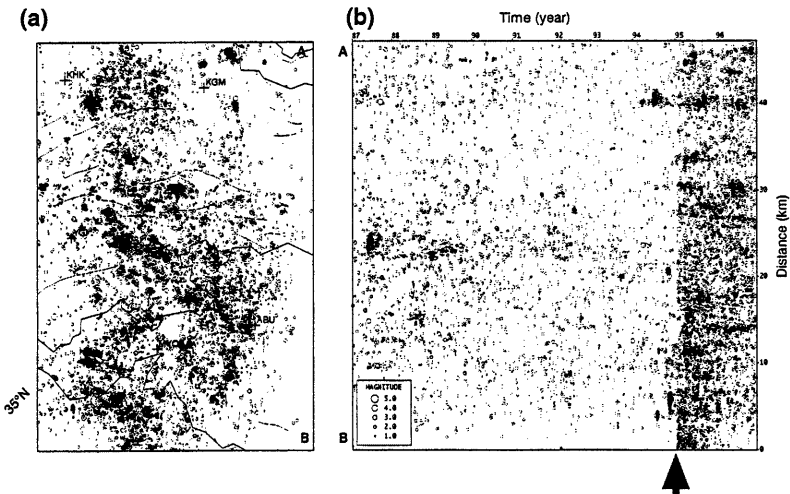 (a)
A
KHK
KGM
ABU
35°N
B
(b)
Time (year)
87 88 89 90 91 92 93 94 95 96
A
40
30
20
10
0
Distance (km)
MAGNITUDE
5.0
4.0
3.0
2.0
1.0
B